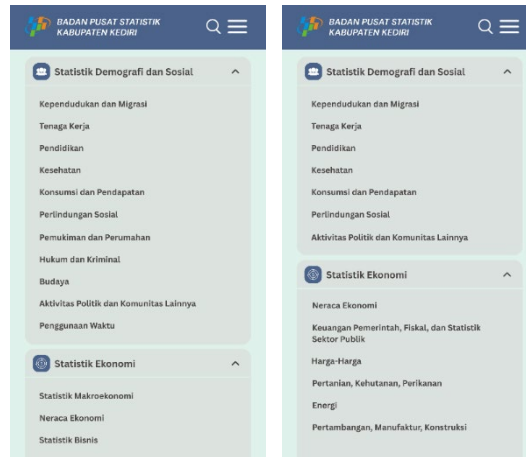 BADAN PUSAT STATISTIK
KABUPATEN KEDIRI
Statistik Demografi dan Sosial
Kependudukan dan Migrasi
Tenaga Kerja
Pendidikan
Kesehatan
Konsumsi dan Pendapatan
Perlindungan Sosial
Pemukiman dan Perumahan
Hukum dan Kriminal
Budaya
Aktivitas Politik dan Komunitas Lainnya
Penggunaan Waktu
Statistik Ekonomi
Statistik Makroekonomi
Neraca Ekonomi
Statistik Bisnis
BADAN PUSAT STATISTIK
KABUPATEN KEDIRI
Statistik Demografi dan Sosial
Kependudukan dan Migrasi
Tenaga Kerja
Pendidikan
Kesehatan
Konsumsi dan Pendapatan
Perlindungan Sosial
Aktivitas Politik dan Komunitas Lainnya
Statistik Ekonomi
Neraca Ekonomi
Keuangan Pemerintah, Fiskal, dan Statistik
Sektor Publik
Harga-Harga
Pertanian, Kehutanan, Perikanan
Energi
Pertambangan, Manufaktur, Konstruksi